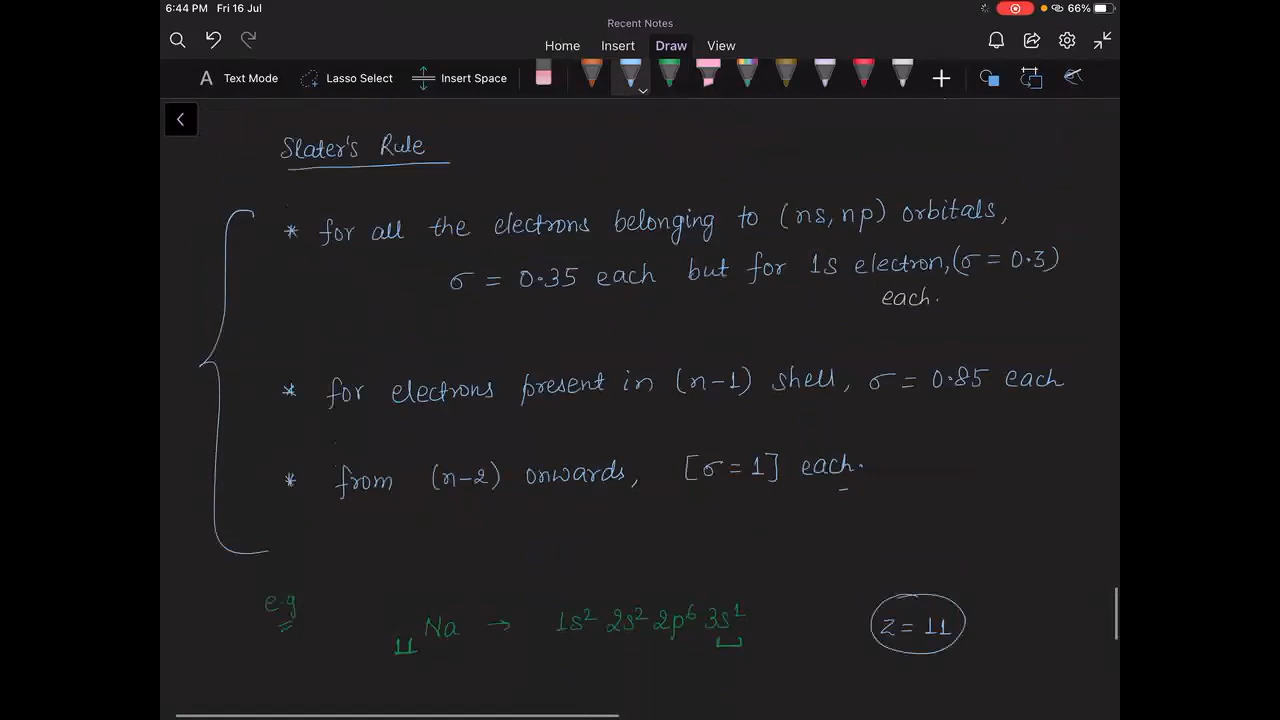 6:44 PM Fri 16 Jul
66%
Recent Notes
Home Insert Draw View
Text Mode Lasso Select Insert Space
Slater's Rule
* for all the electrons belonging to (ns, np) orbitals,
σ = 0.35 each but for 1s electron, (σ = 0.3)
each.
* for electrons present in (n-1) shell, σ = 0.85 each
* from (n-2) onwards, [σ = 1] each.
e.g
₁₁Na → 1s² 2s² 2p⁶ 3s¹ Z = 11